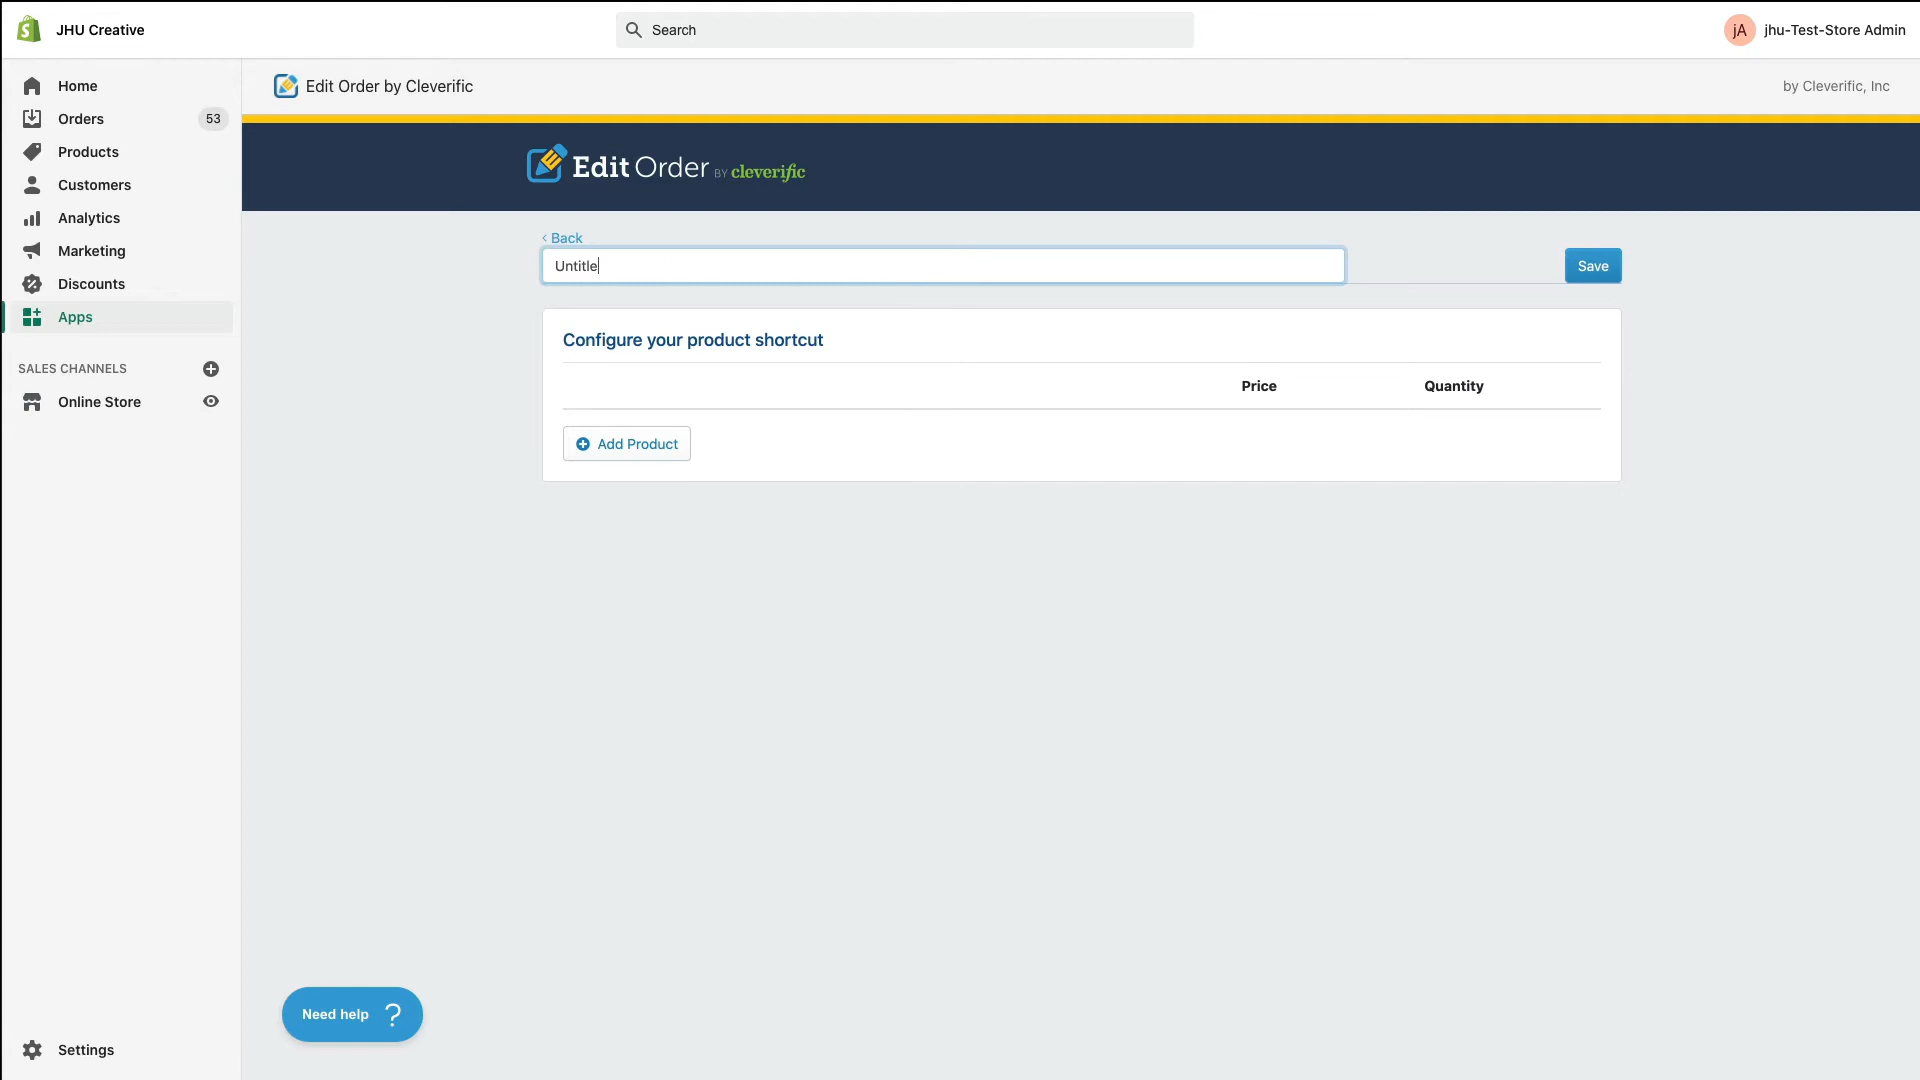 JHU Creative
Search
jA jhu-Test-Store Admin
Home
Orders 53
Products
Customers
Analytics
Marketing
Discounts
Apps
SALES CHANNELS
Online Store
Settings
Edit Order by Cleverific
by Cleverific, Inc
Edit Order BY cleverific
‹ Back
Untitle
Save
Configure your product shortcut
Price Quantity
Add Product
Need help ?